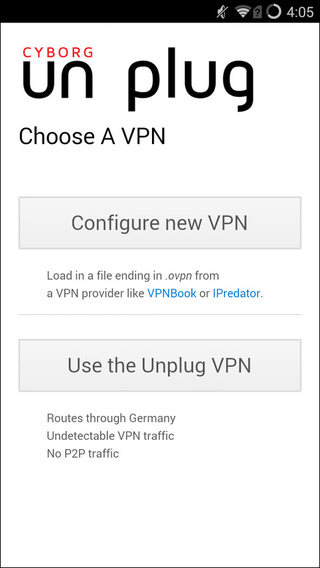 4:05
CYBORG
un plug
Choose A VPN
Configure new VPN
Load in a file ending in .ovpn from
a VPN provider like VPNBook or IPredator.
Use the Unplug VPN
Routes through Germany
Undetectable VPN traffic
No P2P traffic